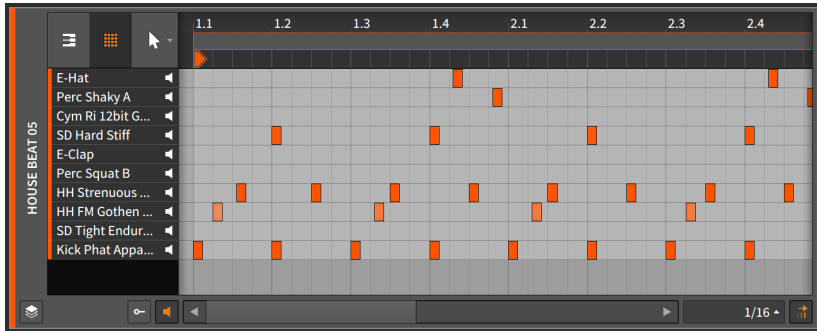 1.1 1.2 1.3 1.4 2.1 2.2 2.3 2.4
HOUSE BEAT 05
E-Hat
Perc Shaky A
Cym Ri 12bit G...
SD Hard Stiff
E-Clap
Perc Squat B
HH Strenuous ...
HH FM Gothen ...
SD Tight Endur...
Kick Phat Appa...
1/16